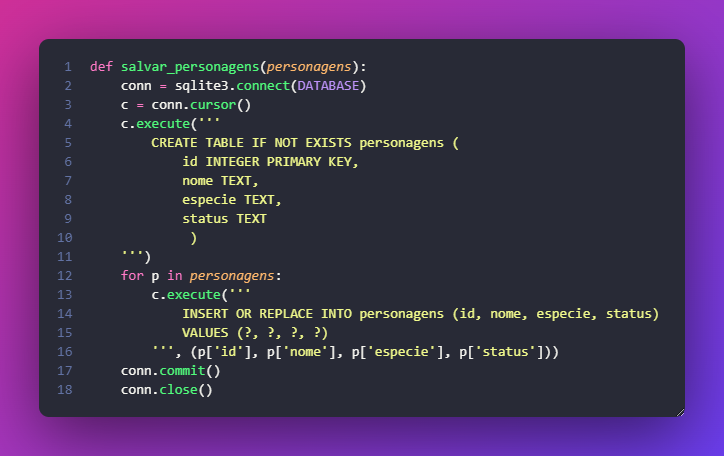 1 def salvar_personagens(personagens):
2     conn = sqlite3.connect(DATABASE)
3     c = conn.cursor()
4     c.execute('''
5         CREATE TABLE IF NOT EXISTS personagens (
6             id INTEGER PRIMARY KEY,
7             nome TEXT,
8             especie TEXT,
9             status TEXT
10              )
11     ''')
12     for p in personagens:
13         c.execute('''
14             INSERT OR REPLACE INTO personagens (id, nome, especie, status)
15             VALUES (?, ?, ?, ?)
16         ''', (p['id'], p['nome'], p['especie'], p['status']))
17     conn.commit()
18     conn.close()